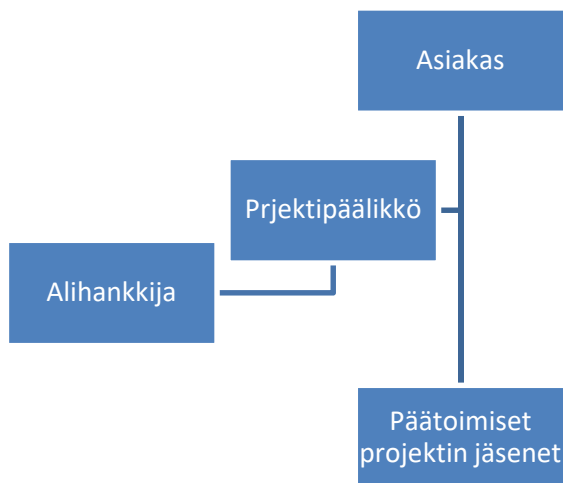 Asiakas
Prjektipäälikkö
Alihankkija
Päätoimiset
projektin jäsenet